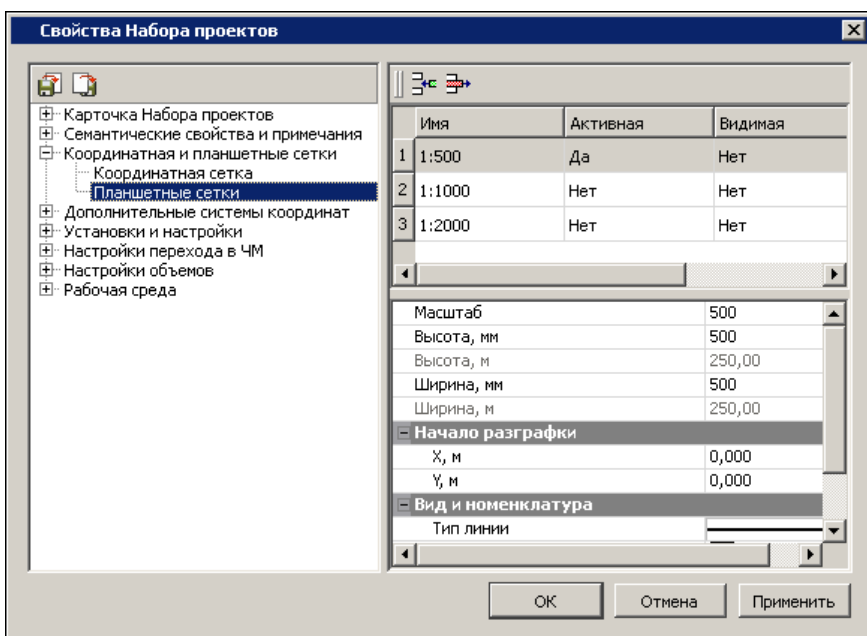 Свойства Набора проектов
Карточка Набора проектов
Семантические свойства и примечания
Координатная и планшетные сетки
Координатная сетка
Планшетные сетки
Дополнительные системы координат
Установки и настройки
Настройки перехода в ЧМ
Настройки объемов
Рабочая среда
Имя Активная Видимая
1 1:500 Да Нет
2 1:1000 Нет Нет
3 1:2000 Нет Нет
Масштаб 500
Высота, мм 500
Высота, м 250,00
Ширина, мм 500
Ширина, м 250,00
Начало разграфки
X, м 0,000
Y, м 0,000
Вид и номенклатура
Тип линии
ОК Отмена Применить